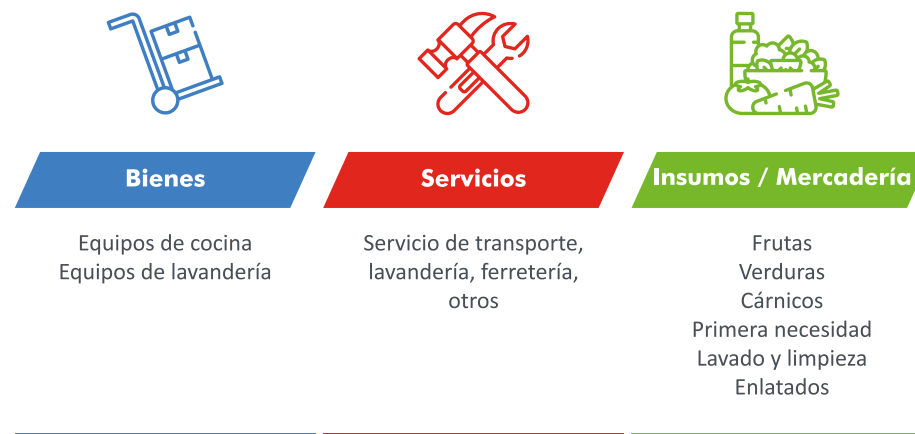 Bienes
Equipos de cocina
Equipos de lavandería
Servicios
Servicio de transporte,
lavandería, ferretería,
otros
Insumos / Mercadería
Frutas
Verduras
Cárnicos
Primera necesidad
Lavado y limpieza
Enlatados